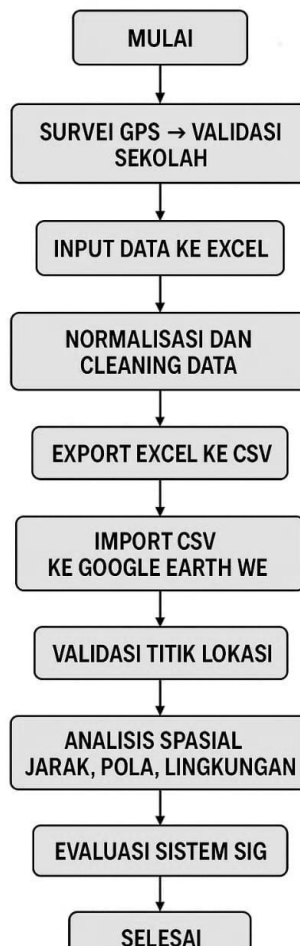 MULAI
SURVEI GPS → VALIDASI
SEKOLAH
INPUT DATA KE EXCEL
NORMALISASI DAN
CLEANING DATA
EXPORT EXCEL KE CSV
IMPORT CSV
KE GOOGLE EARTH WE
VALIDASI TITIK LOKASI
ANALISIS SPASIAL
JARAK, POLA, LINGKUNGAN
EVALUASI SISTEM SIG
SELESAI